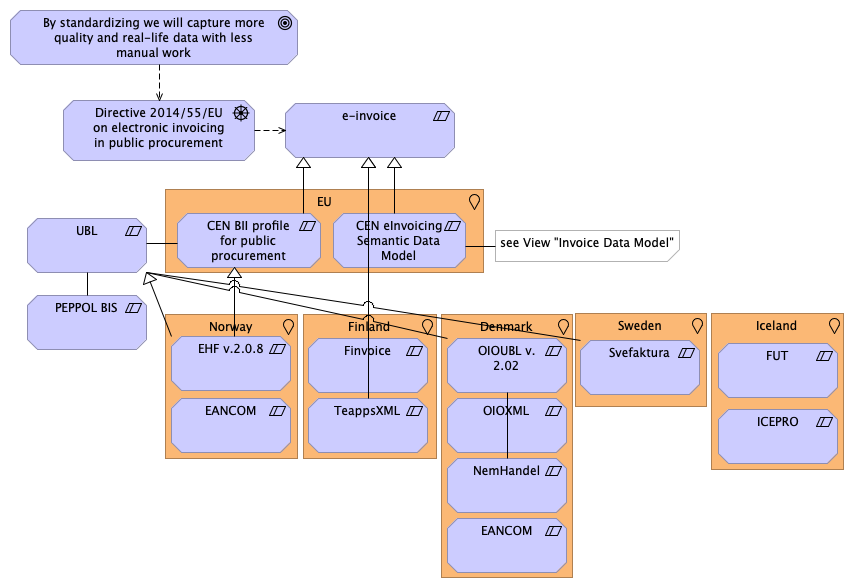 By standardizing we will capture more
quality and real-life data with less
manual work
Directive 2014/55/EU
on electronic invoicing
in public procurement
e-invoice
EU
CEN BII profile
for public
procurement
CEN eInvoicing
Semantic Data
Model
see View "Invoice Data Model"
UBL
PEPPOL BIS
Norway
EHF v.2.0.8
EANCOM
Finland
Finvoice
TeappsXML
Denmark
OIOUBL v.
2.02
OIOXML
NemHandel
EANCOM
Sweden
Svefaktura
Iceland
FUT
ICEPRO